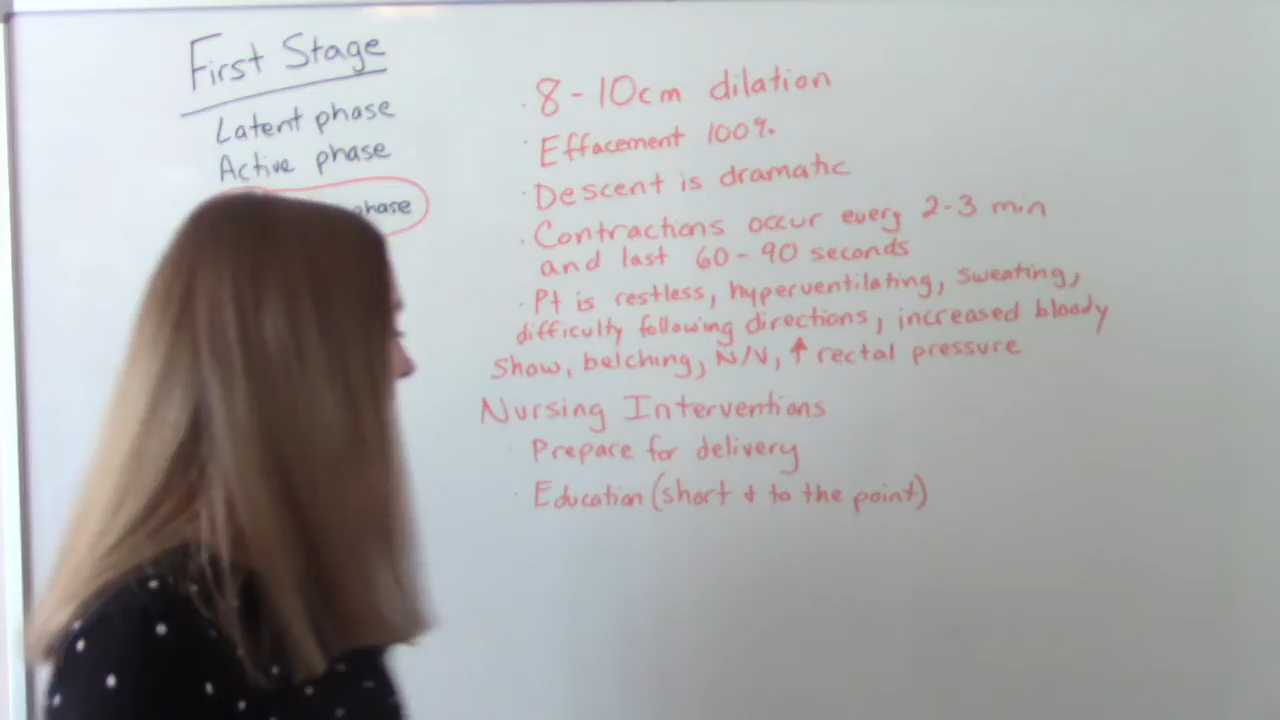 First Stage
Latent phase
Active phase
phase
· 8-10cm dilation
· Effacement 100%
· Descent is dramatic
· Contractions occur every 2-3 min
and last 60-90 seconds
· Pt is restless, hyperventilating, sweating,
difficulty following directions, increased bloody
show, belching, N/V, ↑ rectal pressure
Nursing Interventions
· Prepare for delivery
· Education (short & to the point)